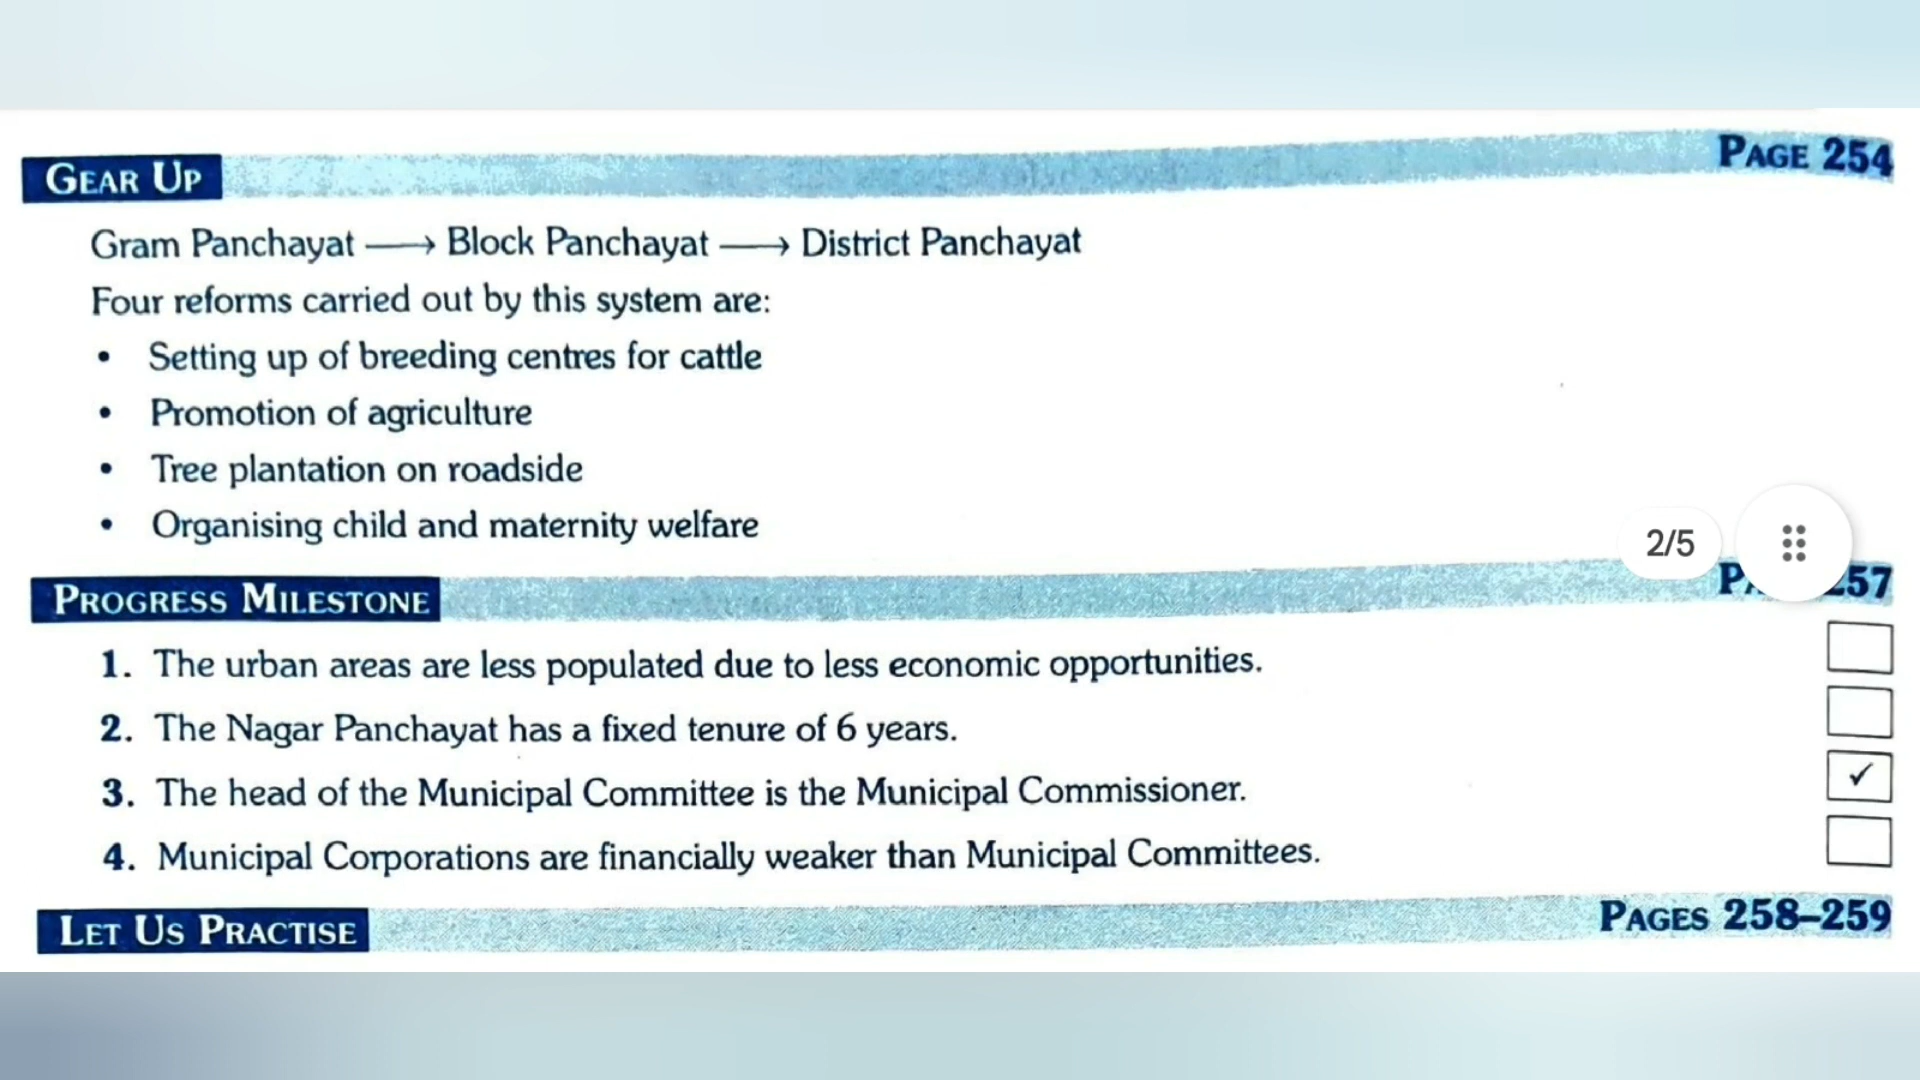 GEAR UP PAGE 254
Gram Panchayat ⟶ Block Panchayat ⟶ District Panchayat
Four reforms carried out by this system are:
• Setting up of breeding centres for cattle
• Promotion of agriculture
• Tree plantation on roadside
• Organising child and maternity welfare
2/5
PROGRESS MILESTONE
1. The urban areas are less populated due to less economic opportunities.
2. The Nagar Panchayat has a fixed tenure of 6 years.
3. The head of the Municipal Committee is the Municipal Commissioner. ✓
4. Municipal Corporations are financially weaker than Municipal Committees.
LET US PRACTISE PAGES 258–259